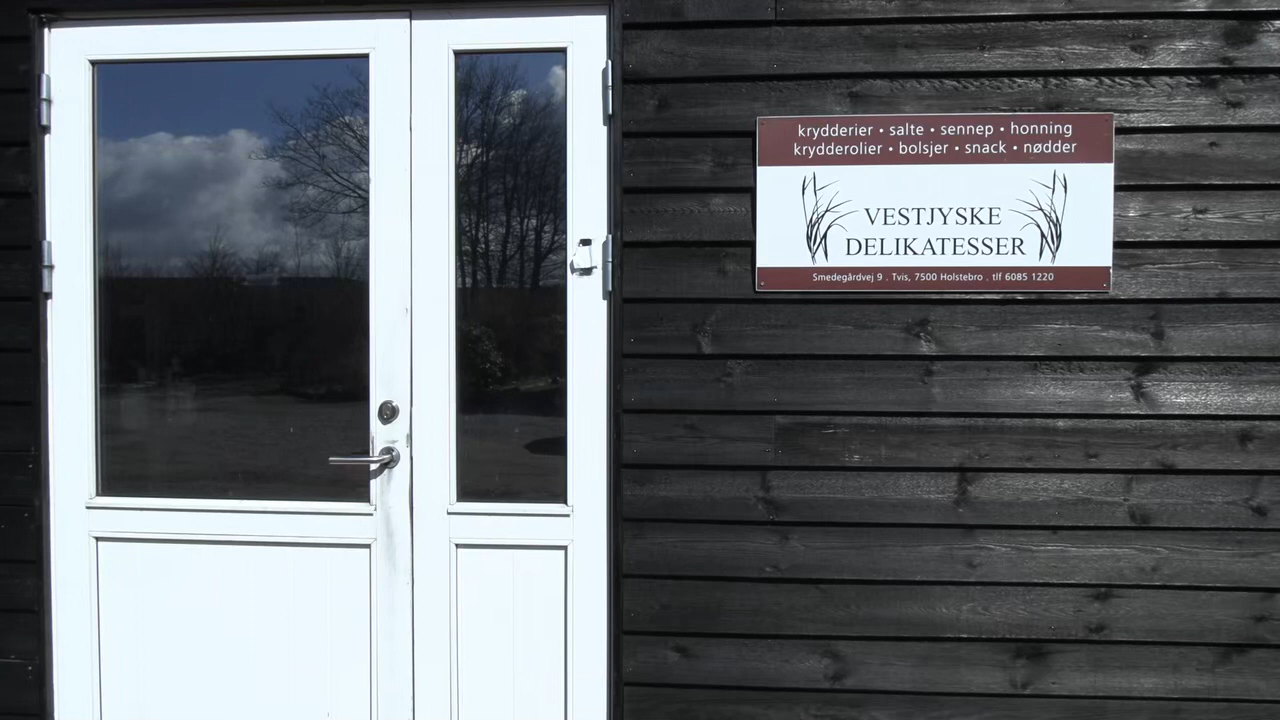 krydderier • salte • sennep • honning
krydderolier • bolsjer • snack • nødder
VESTJYSKE
DELIKATESSER
Smedegårdvej 9 . Tvis, 7500 Holstebro . tlf 6085 1220